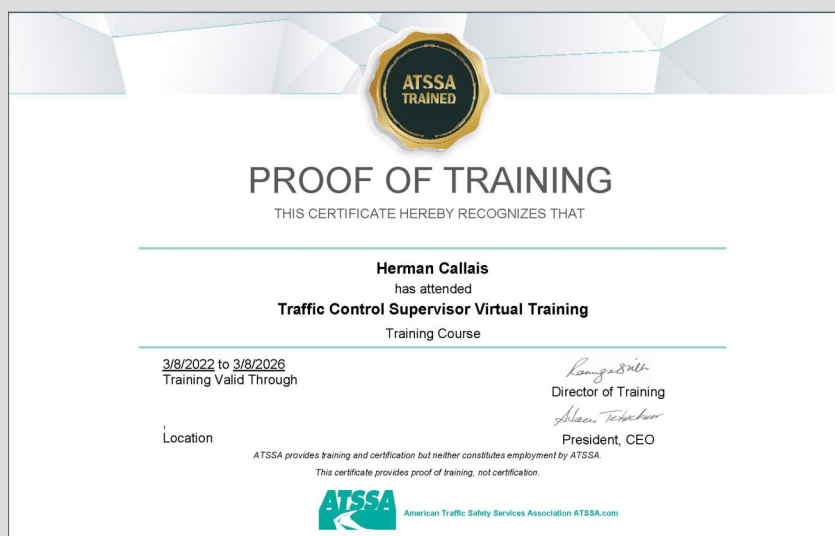 ATSSA
TRAINED
PROOF OF TRAINING
THIS CERTIFICATE HEREBY RECOGNIZES THAT
Herman Callais
has attended
Traffic Control Supervisor Virtual Training
Training Course
3/8/2022 to 3/8/2026
Training Valid Through
Director of Training
,
Location
President, CEO
ATSSA provides training and certification but neither constitutes employment by ATSSA.
This certificate provides proof of training, not certification.
ATSSA
American Traffic Safety Services Association ATSSA.com